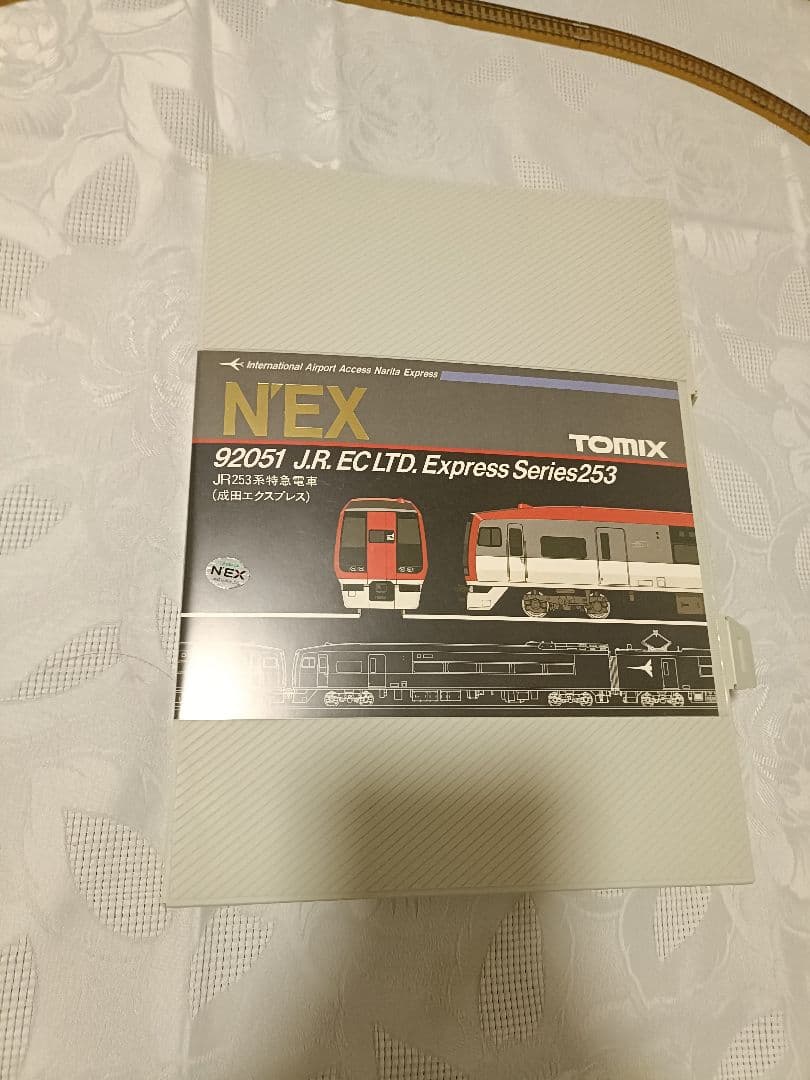 International Airport Access Narita Express
N'EX
TOMIX
92051 J.R. EC LTD. Express Series253
JR253系特急電車
(成田エクスプレス)
N'EX